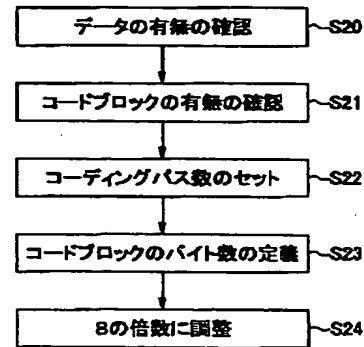 データの有無の確認 ~S20
コードブロックの有無の確認 ~S21
コーディングパス数のセット ~S22
コードブロックのバイト数の定義 ~S23
8の倍数に調整 ~S24